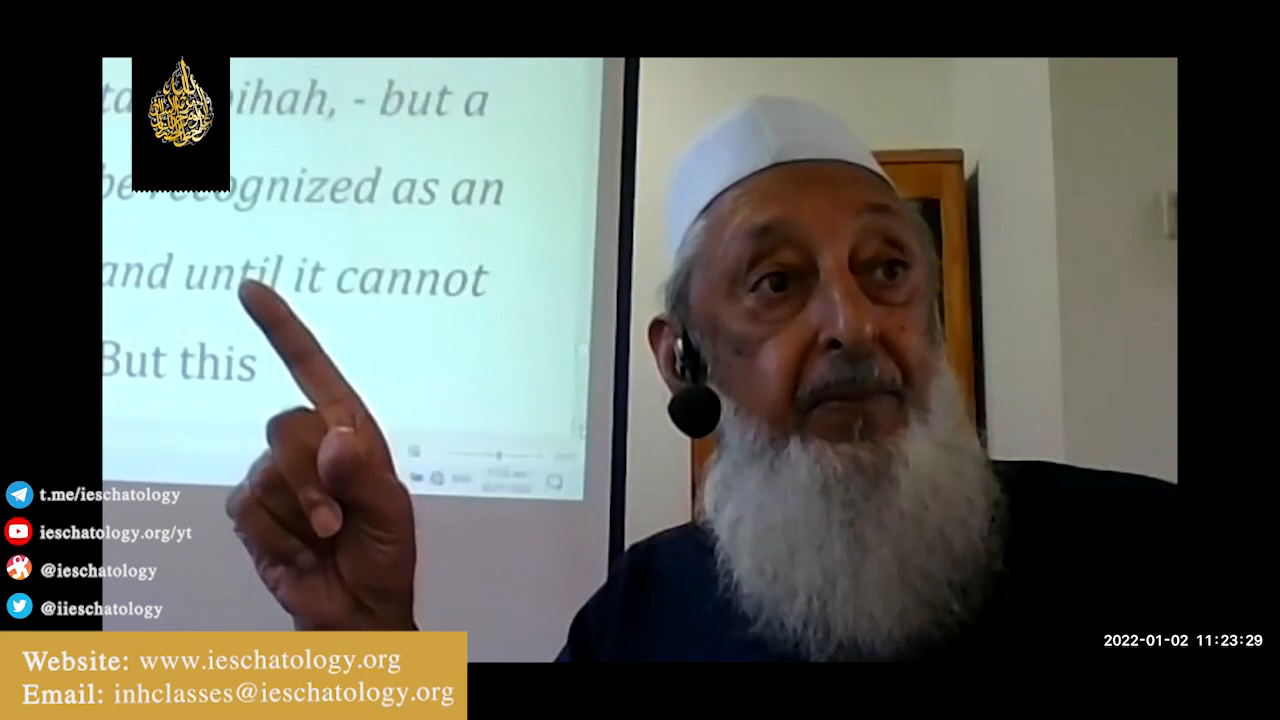 pihah, - but a
be recognized as an
and until it cannot
But this
t.me/ieschatology
ieschatology.org/yt
@ieschatology
@iieschatology
Website: www.ieschatology.org
Email: inhclasses@ieschatology.org
2022-01-02 11:23:29